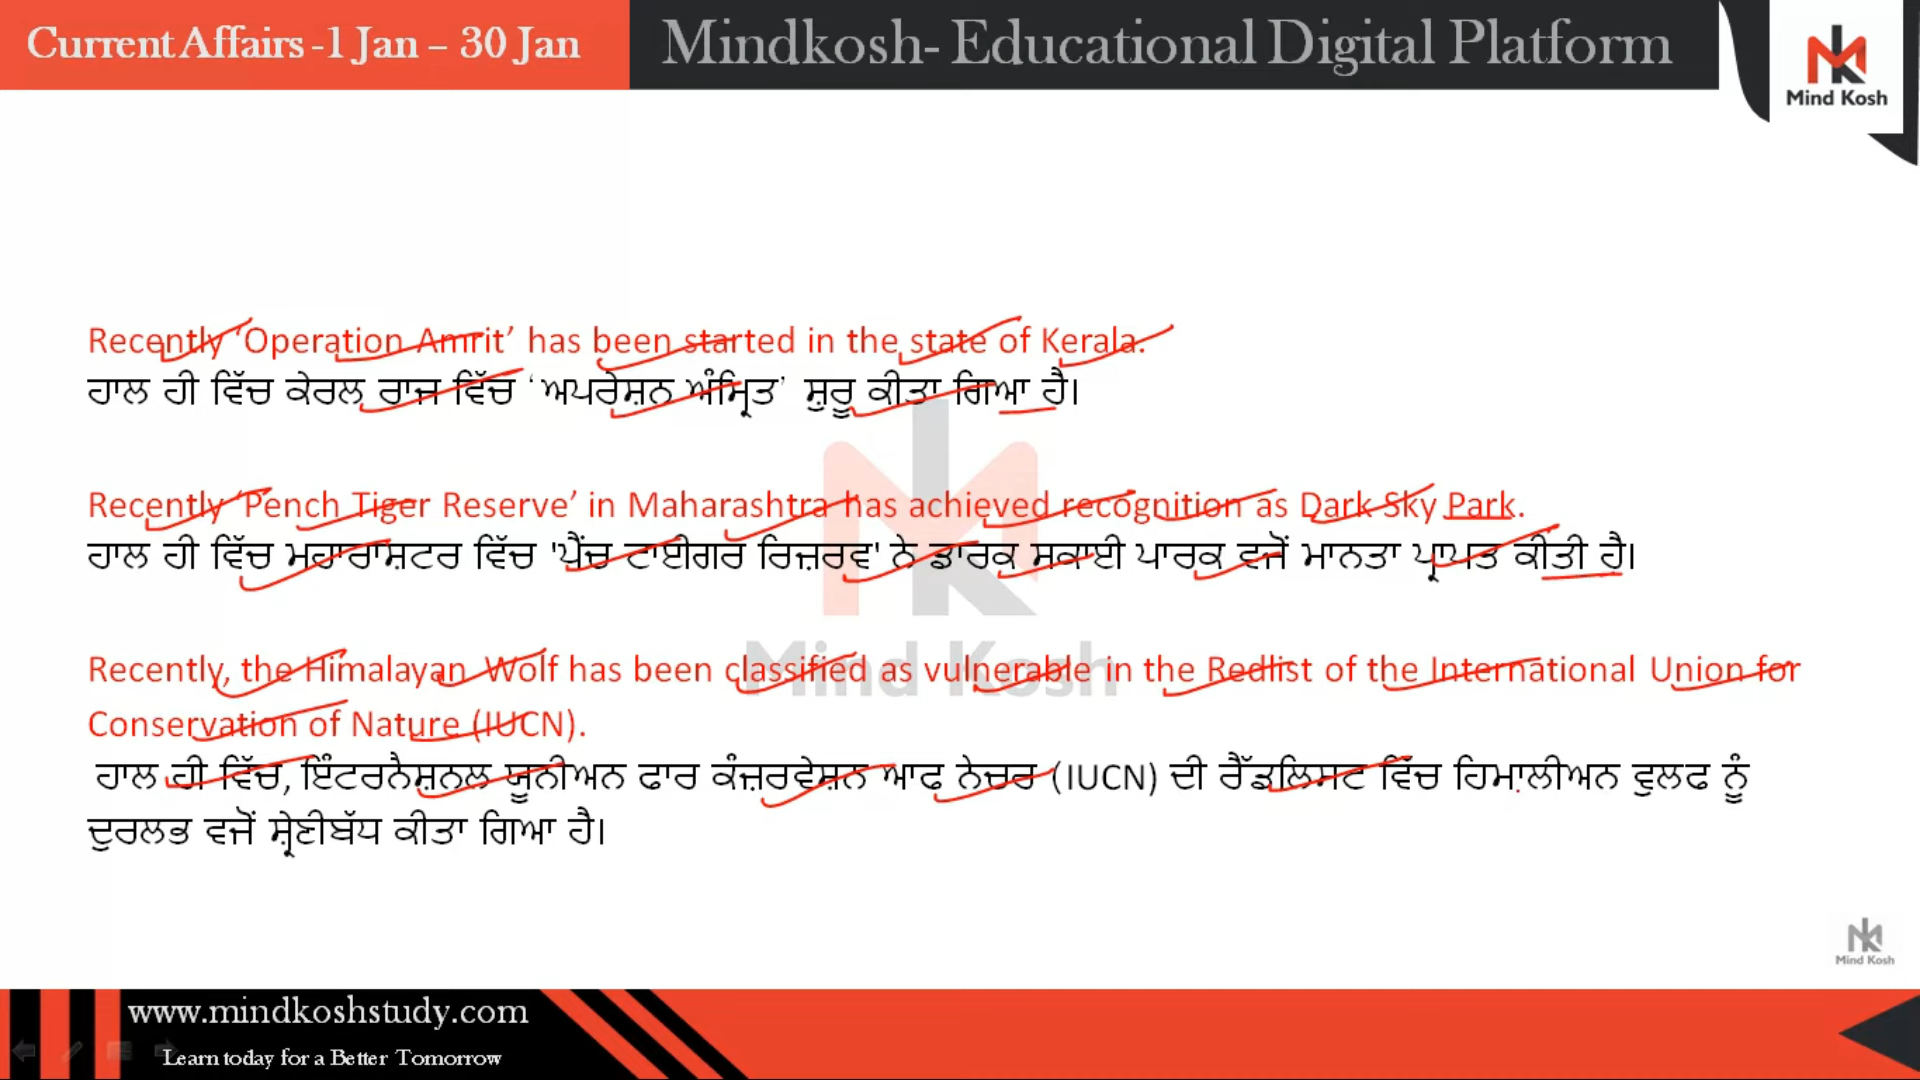 Current Affairs -1 Jan – 30 Jan
Mindkosh- Educational Digital Platform
Mind Kosh
Recently ‘Operation Amrit’ has been started in the state of Kerala.
ਹਾਲ ਹੀ ਵਿੱਚ ਕੇਰਲ ਰਾਜ ਵਿੱਚ ‘ਅਪਰੇਸ਼ਨ ਅੰਮ੍ਰਿਤ’ ਸ਼ੁਰੂ ਕੀਤਾ ਗਿਆ ਹੈ।
Recently ‘Pench Tiger Reserve’ in Maharashtra has achieved recognition as Dark Sky Park.
ਹਾਲ ਹੀ ਵਿੱਚ ਮਹਾਰਾਸ਼ਟਰ ਵਿੱਚ 'ਪੈਂਚ ਟਾਈਗਰ ਰਿਜ਼ਰਵ' ਨੇ ਡਾਰਕ ਸਕਾਈ ਪਾਰਕ ਵਜੋਂ ਮਾਨਤਾ ਪ੍ਰਾਪਤ ਕੀਤੀ ਹੈ।
Mind Kosh
Recently, the Himalayan Wolf has been classified as vulnerable in the Redlist of the International Union for
Conservation of Nature (IUCN).
ਹਾਲ ਹੀ ਵਿੱਚ, ਇੰਟਰਨੈਸ਼ਨਲ ਯੂਨੀਅਨ ਫਾਰ ਕੰਜ਼ਰਵੇਸ਼ਨ ਆਫ ਨੇਚਰ (IUCN) ਦੀ ਰੈੱਡਲਿਸਟ ਵਿੱਚ ਹਿਮਾਲੀਅਨ ਵੁਲਫ ਨੂੰ
ਦੁਰਲਭ ਵਜੋਂ ਸ਼੍ਰੇਣੀਬੱਧ ਕੀਤਾ ਗਿਆ ਹੈ।
Mind Kosh
www.mindkoshstudy.com
Learn today for a Better Tomorrow